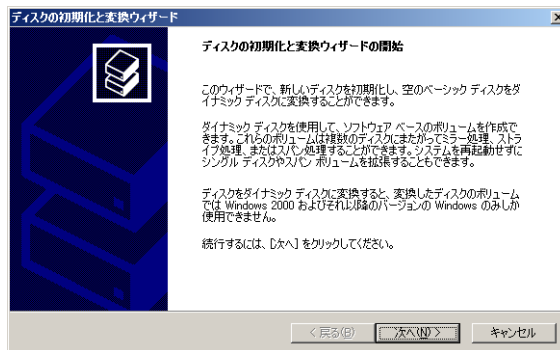 ディスクの初期化と変換ウィザード
ディスクの初期化と変換ウィザードの開始
このウィザードで、新しいディスクを初期化し、空のベーシック ディスクをダ
イナミック ディスクに変換することができます。
ダイナミック ディスクを使用して、ソフトウェア ベースのボリュームを作成で
きます。これらのボリュームは複数のディスクにまたがってミラー処理、ストラ
イプ処理、またはスパン処理することができます。システムを再起動せずに
シングル ディスクやスパン ボリュームを拡張することもできます。
ディスクをダイナミック ディスクに変換すると、変換したディスクのボリューム
では Windows 2000 およびそれ以降のバージョンの Windows のみしか
使用できません。
続行するには、[次へ] をクリックしてください。
< 戻る(B)
次へ(N) >
キャンセル